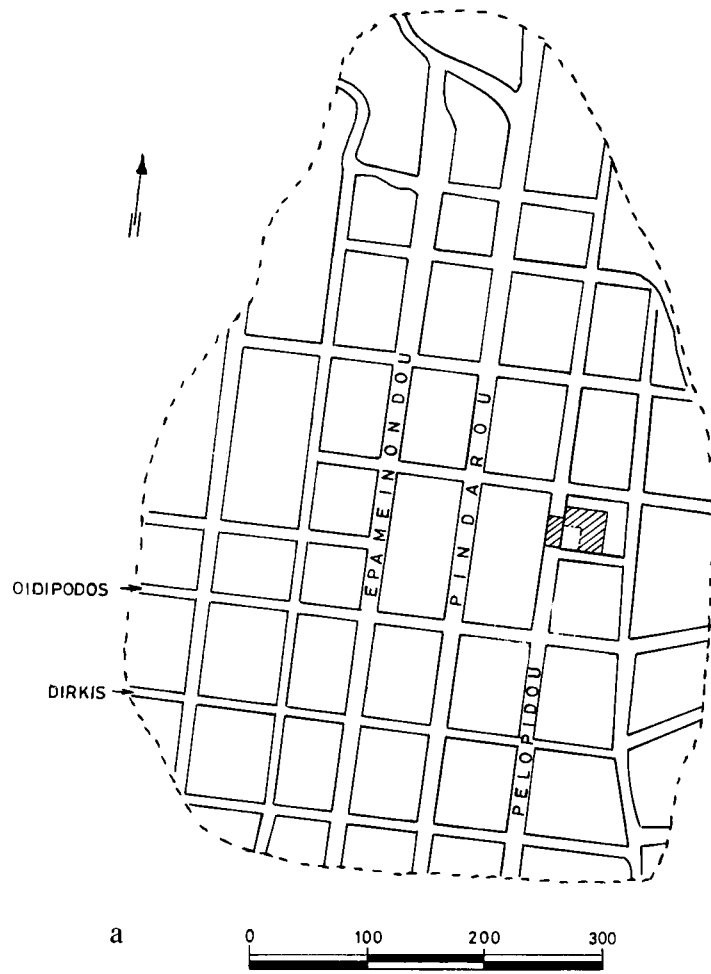 EPAMEINONDOU
PINDAROU
OIDIPODOS
DIRKIS
PELOPIDOU
a
0 100 200 300